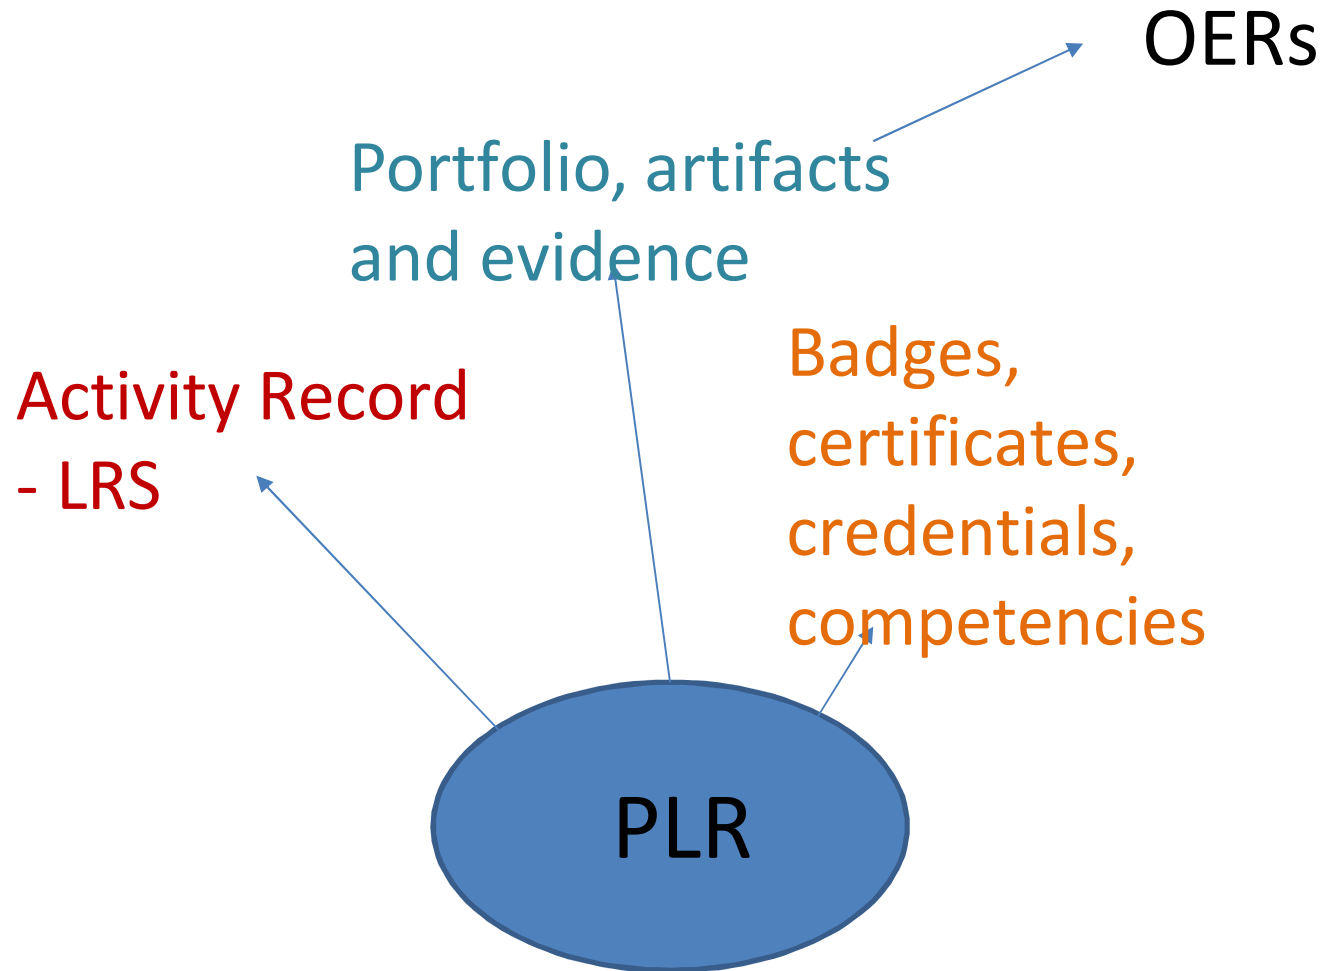 OERs
Portfolio, artifacts
and evidence
Activity Record
- LRS
Badges,
certificates,
credentials,
competencies
PLR